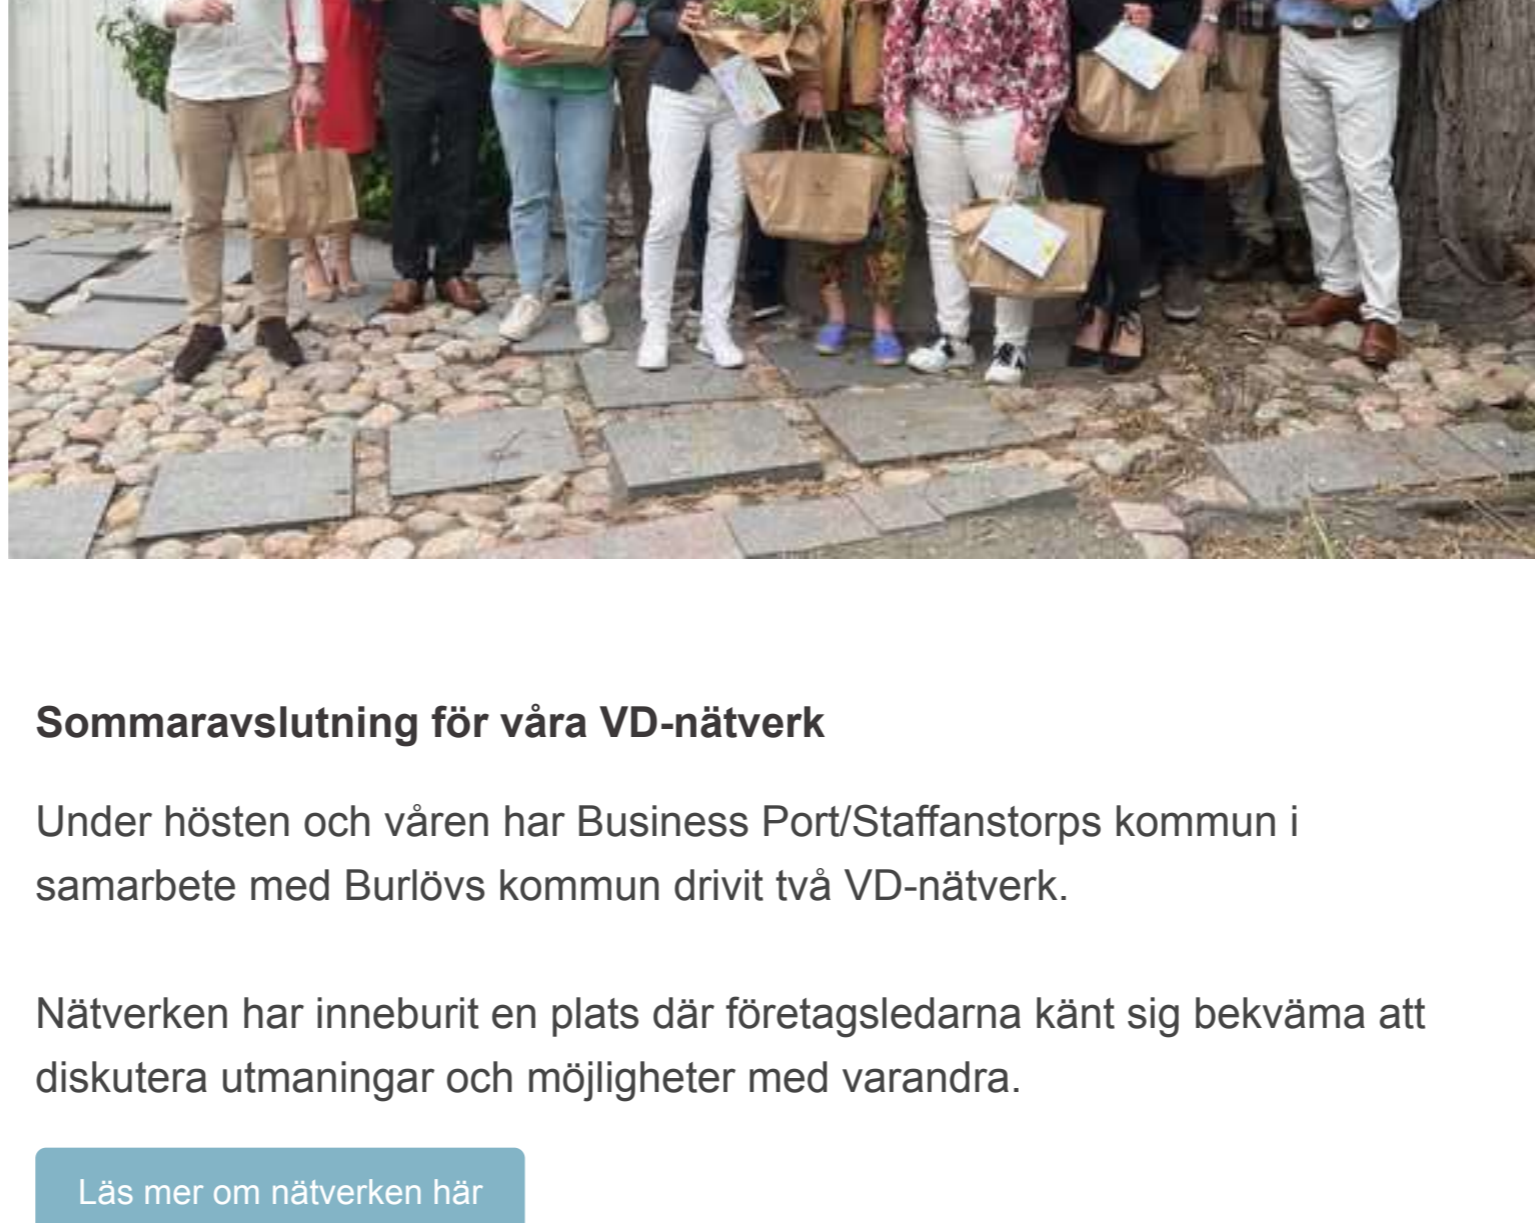 Sommaravslutning för våra VD-nätverk
Under hösten och våren har Business Port/Staffanstorps kommun i
samarbete med Burlövs kommun drivit två VD-nätverk.
Nätverken har inneburit en plats där företagsledarna känt sig bekväma att
diskutera utmaningar och möjligheter med varandra.
Läs mer om nätverken här